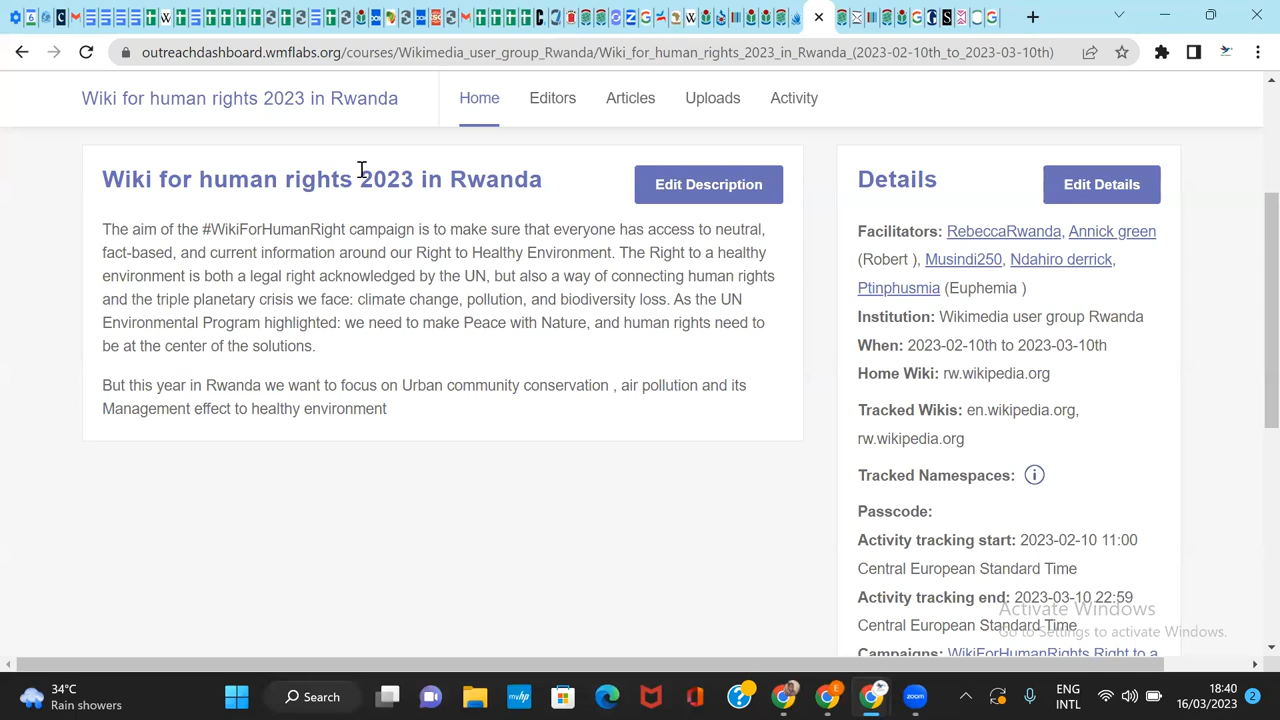 outreachdashboard.wmflabs.org/courses/Wikimedia_user_group_Rwanda/Wiki_for_human_rights_2023_in_Rwanda_(2023-02-10th_to_2023-03-10th)
Wiki for human rights 2023 in Rwanda
Home
Editors
Articles
Uploads
Activity
Wiki for human rights 2023 in Rwanda
Edit Description
The aim of the #WikiForHumanRight campaign is to make sure that everyone has access to neutral,
fact-based, and current information around our Right to Healthy Environment. The Right to a healthy
environment is both a legal right acknowledged by the UN, but also a way of connecting human rights
and the triple planetary crisis we face: climate change, pollution, and biodiversity loss. As the UN
Environmental Program highlighted: we need to make Peace with Nature, and human rights need to
be at the center of the solutions.
But this year in Rwanda we want to focus on Urban community conservation , air pollution and its
Management effect to healthy environment
Details
Edit Details
Facilitators: RebeccaRwanda, Annick green
(Robert ), Musindi250, Ndahiro derrick,
Ptinphusmia (Euphemia )
Institution: Wikimedia user group Rwanda
When: 2023-02-10th to 2023-03-10th
Home Wiki: rw.wikipedia.org
Tracked Wikis: en.wikipedia.org,
rw.wikipedia.org
Tracked Namespaces:
Passcode:
Activity tracking start: 2023-02-10 11:00
Central European Standard Time
Activity tracking end: 2023-03-10 22:59
Central European Standard Time
Campaigns: WikiForHumanRights Right to a
Activate Windows
Go to Settings to activate Windows.
34°C
Rain showers
Search
myhp
zoom
ENG
INTL
18:40
16/03/2023
2